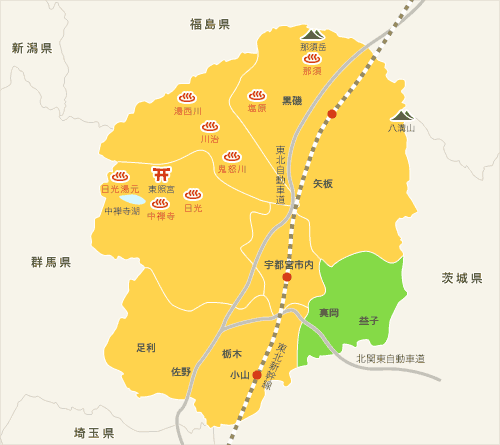 福島県
新潟県
那須岳
那須
塩原
黒磯
湯西川
八溝山
川治
東北自動車道
鬼怒川
矢板
日光湯元
東照宮
日光
中禅寺湖
中禅寺
群馬県
宇都宮市内
茨城県
真岡
益子
足利
栃木
東北新幹線
北関東自動車道
佐野
小山
埼玉県